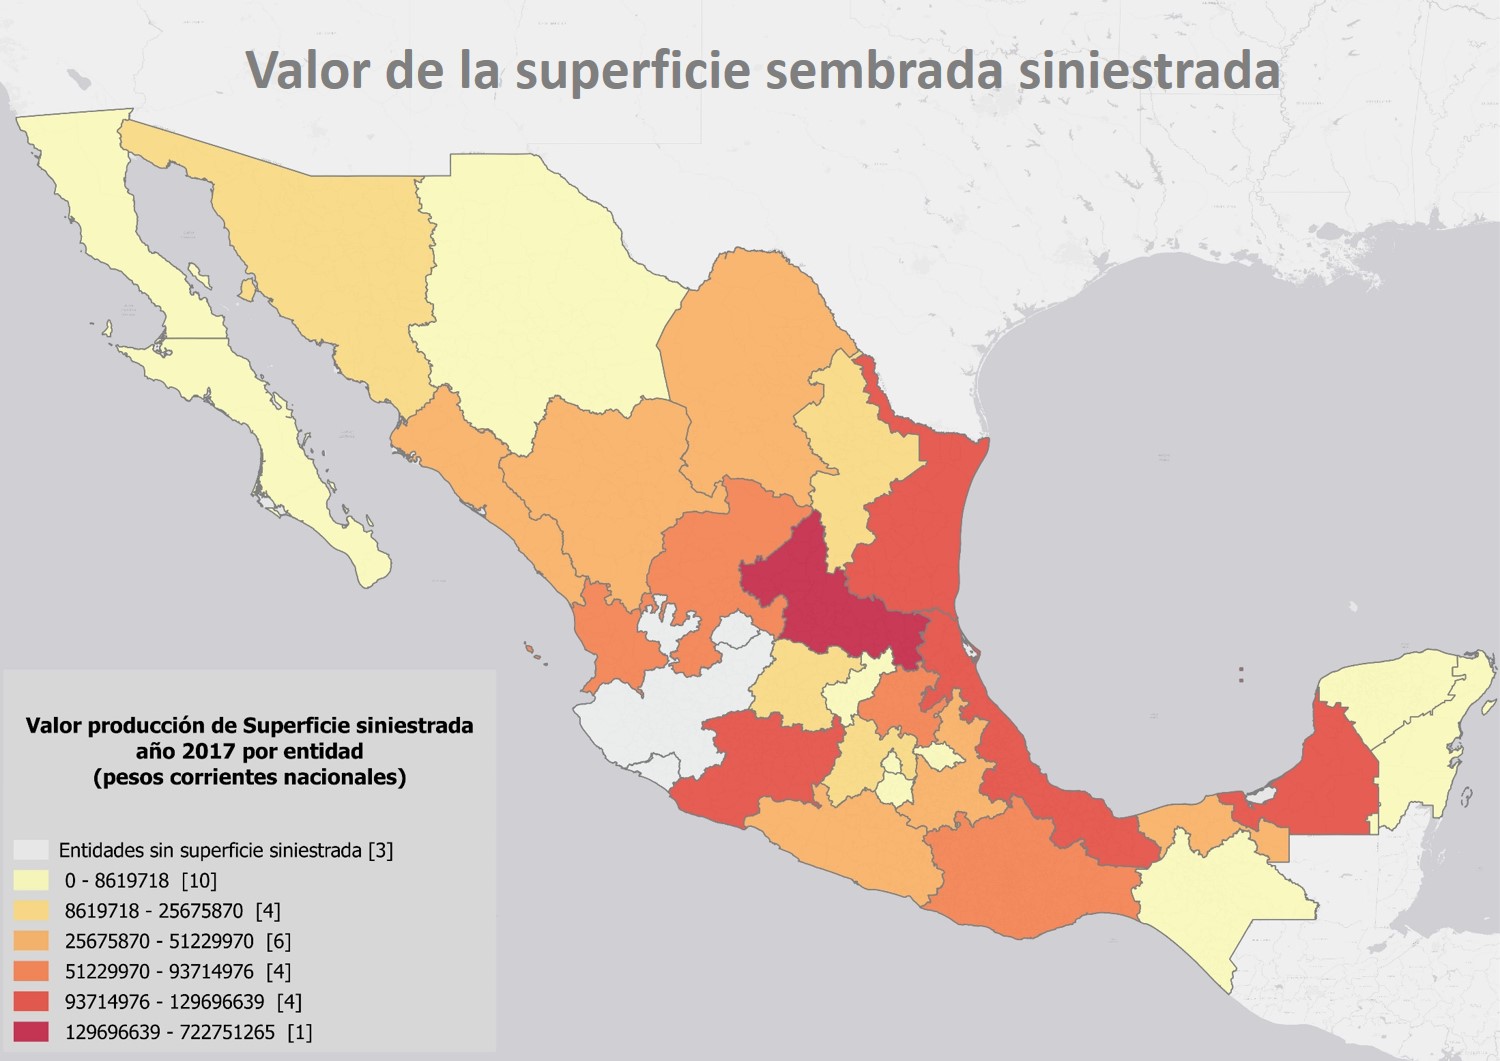 Valor de la superficie sembrada siniestrada
Valor producción de Superficie siniestrada
año 2017 por entidad
(pesos corrientes nacionales)
Entidades sin superficie siniestrada [3]
0 - 8619718 [10]
8619718 - 25675870 [4]
25675870 - 51229970 [6]
51229970 - 93714976 [4]
93714976 - 129696639 [4]
129696639 - 722751265 [1]